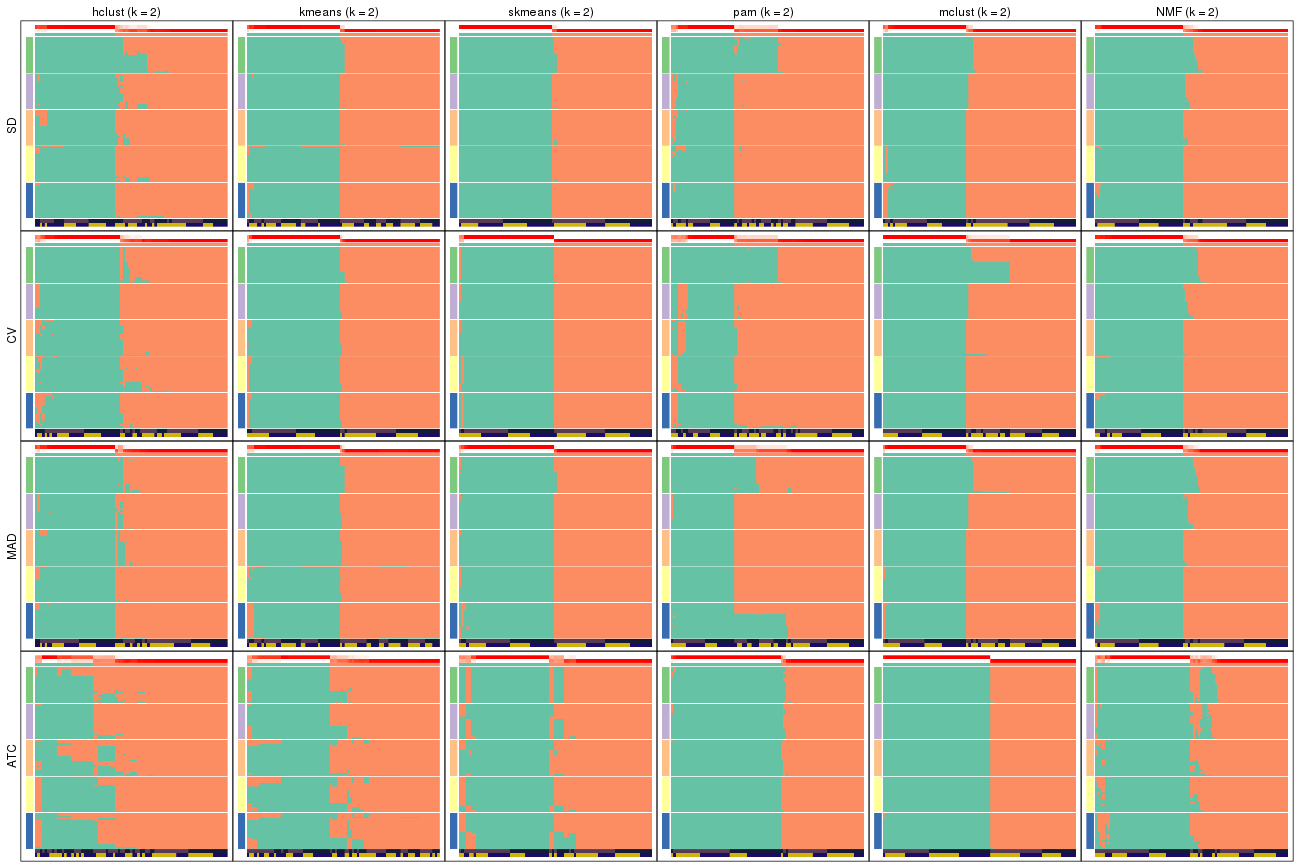 hclust (k = 2) kmeans (k = 2) skmeans (k = 2) pam (k = 2) mclust (k = 2) NMF (k = 2)
SD
CV
MAD
ATC